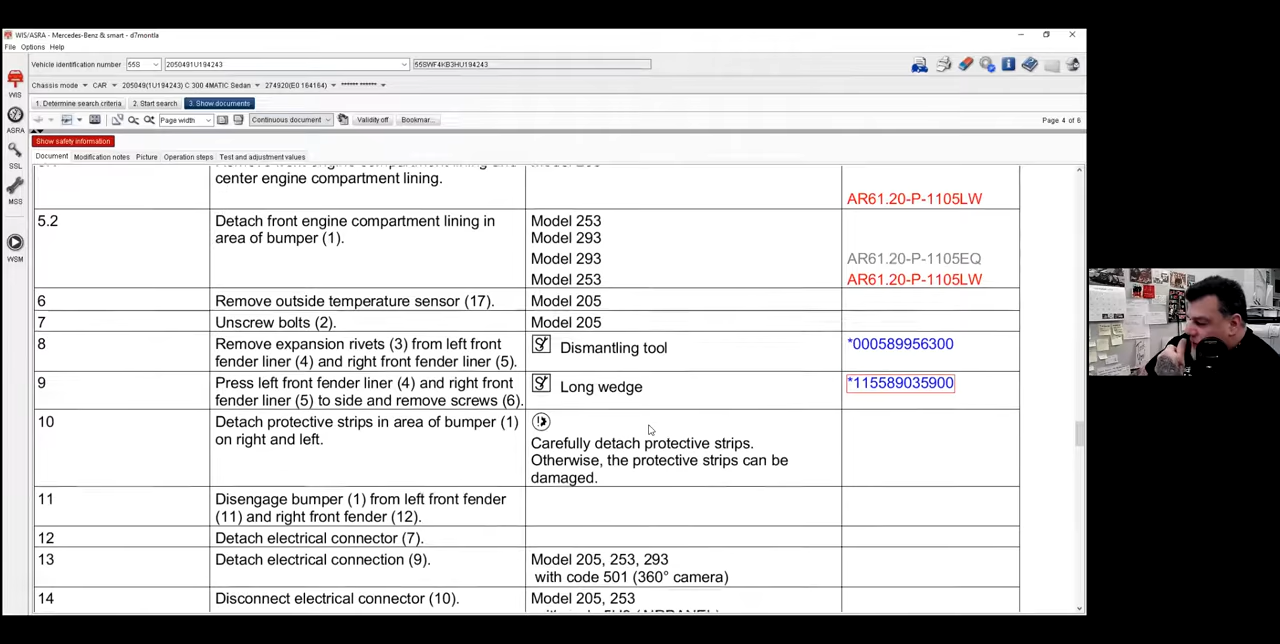 WIS/ASRA - Mercedes-Benz & smart - d7montla
File Options Help
Vehicle identification number 55S 2050491U194243 55SWF4KB3HU194243
WIS
Chassis mode CAR 205049(1U194243) C 300 4MATIC Sedan 274920(E0 164164) ****** ******
1. Determine search criteria 2. Start search 3. Show documents
ASRA
Page width Continuous document Validity off Bookmar... Page 4 of 6
Show safety information
Document Modification notes Picture Operation steps Test and adjustment values
SSL
MSS
WSM
center engine compartment lining.
AR61.20-P-1105LW
5.2 Detach front engine compartment lining in Model 253
area of bumper (1). Model 293
Model 293 AR61.20-P-1105EQ
Model 253 AR61.20-P-1105LW
6 Remove outside temperature sensor (17). Model 205
7 Unscrew bolts (2). Model 205
8 Remove expansion rivets (3) from left front Dismantling tool *000589956300
fender liner (4) and right front fender liner (5).
9 Press left front fender liner (4) and right front Long wedge *115589035900
fender liner (5) to side and remove screws (6).
10 Detach protective strips in area of bumper (1)
on right and left. Carefully detach protective strips.
Otherwise, the protective strips can be
damaged.
11 Disengage bumper (1) from left front fender
(11) and right front fender (12).
12 Detach electrical connector (7).
13 Detach electrical connection (9). Model 205, 253, 293
with code 501 (360° camera)
14 Disconnect electrical connector (10). Model 205, 253